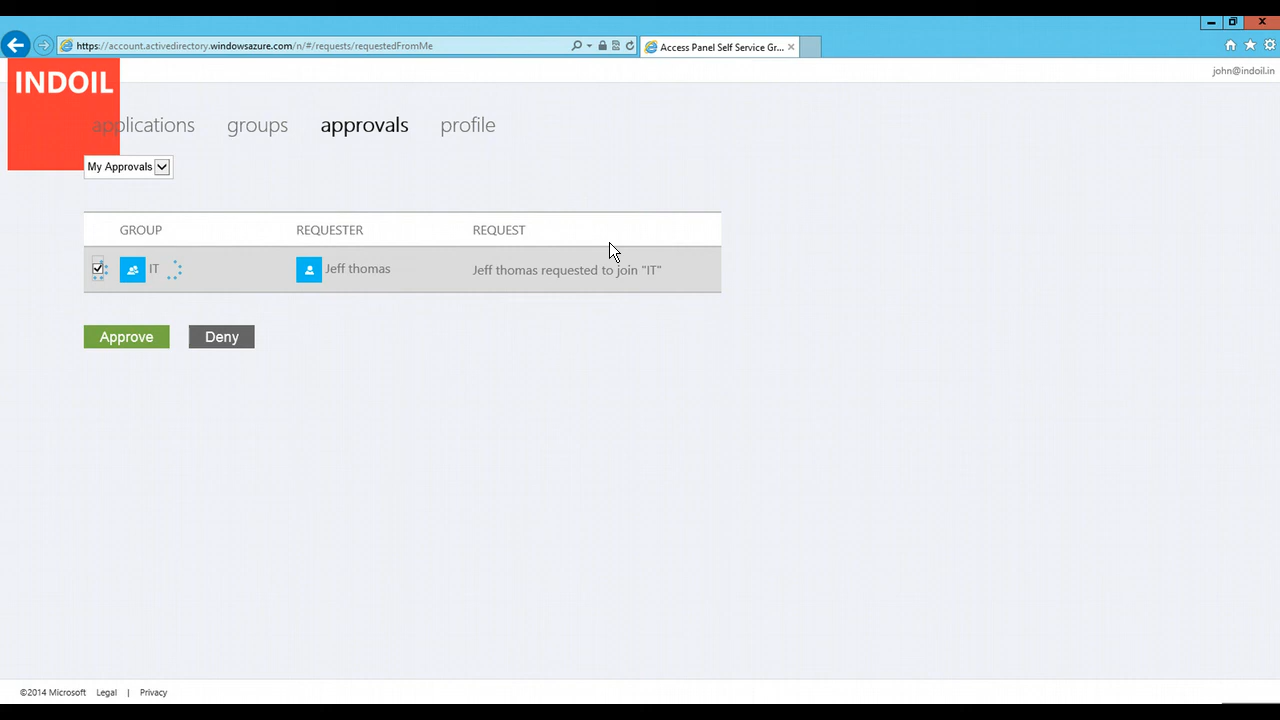 https://account.activedirectory.windowsazure.com/n/#/requests/requestedFromMe
Access Panel Self Service Gr...
john@indoil.in
INDOIL
applications groups approvals profile
My Approvals
GROUP REQUESTER REQUEST
IT Jeff thomas Jeff thomas requested to join "IT"
Approve Deny
©2014 Microsoft Legal | Privacy